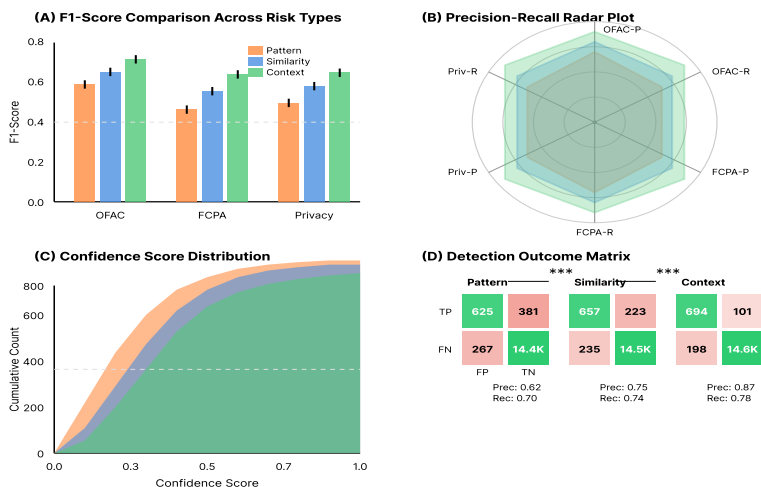 (A) F1-Score Comparison Across Risk Types
0.8
0.6
0.4
0.2
0.0
F1-Score
Pattern
Similarity
Context
OFAC
FCPA
Privacy
(B) Precision-Recall Radar Plot
OFAC-P
OFAC-R
FCPA-P
FCPA-R
Priv-P
Priv-R
(C) Confidence Score Distribution
800
600
400
200
0
Cumulative Count
0.0
0.3
0.5
0.7
1.0
Confidence Score
(D) Detection Outcome Matrix
*** ***
Pattern Similarity Context
TP 625 381 657 223 694 101
FN 267 14.4K 235 14.5K 198 14.6K
FP TN
Prec: 0.62 Prec: 0.75 Prec: 0.87
Rec: 0.70 Rec: 0.74 Rec: 0.78